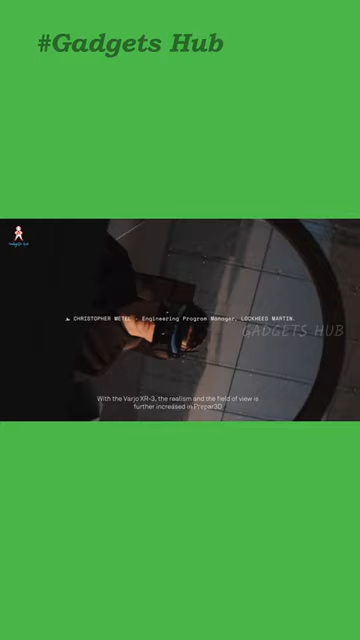 #Gadgets Hub
CHRISTOPHER METEL - Engineering Program Manager, LOCKHEED MARTIN.
GADGETS HUB
With the Varjo XR-3, the realism and the field of view is
further increased in Prepar3D